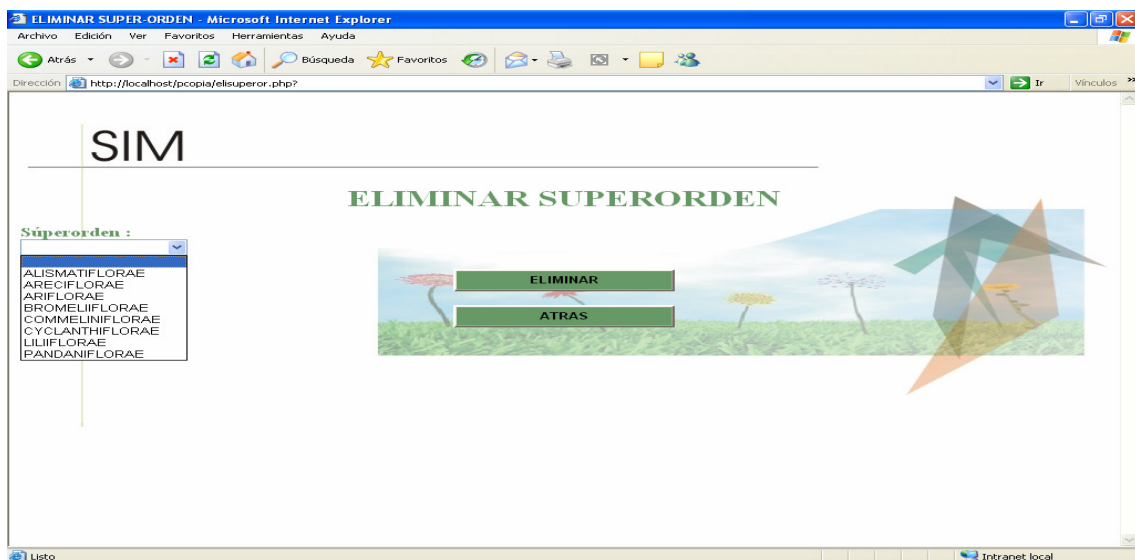 ELIMINAR SUPER-ORDEN - Microsoft Internet Explorer
Archivo Edición Ver Favoritos Herramientas Ayuda
Atrás Búsqueda Favoritos
Dirección http://localhost/pcopia/elisuperor.php? Ir Vínculos »
SIM
ELIMINAR SUPERORDEN
Súperorden :
ALISMATIFLORAE
ARECIFLORAE
ARIFLORAE
BROMELIIFLORAE
COMMELINIFLORAE
CYCLANTHIFLORAE
LILIIFLORAE
PANDANIFLORAE
ELIMINAR
ATRAS
Listo Intranet local